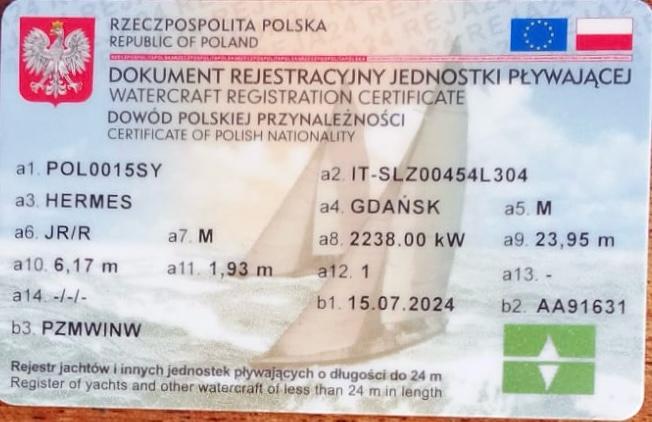 RZECZPOSPOLITA POLSKA
REPUBLIC OF POLAND
DOKUMENT REJESTRACYJNY JEDNOSTKI PŁYWAJĄCEJ
WATERCRAFT REGISTRATION CERTIFICATE
DOWÓD POLSKIEJ PRZYNALEŻNOŚCI
CERTIFICATE OF POLISH NATIONALITY
a1. POL0015SY a2. IT-SLZ00454L304
a3. HERMES a4. GDAŃSK a5. M
a6. JR/R a7. M a8. 2238.00 kW a9. 23,95 m
a10. 6,17 m a11. 1,93 m a12. 1 a13. -
a14. -/-/- b1. 15.07.2024 b2. AA91631
b3. PZMWINW
Rejestr jachtów i innych jednostek pływających o długości do 24 m
Register of yachts and other watercraft of less than 24 m in length